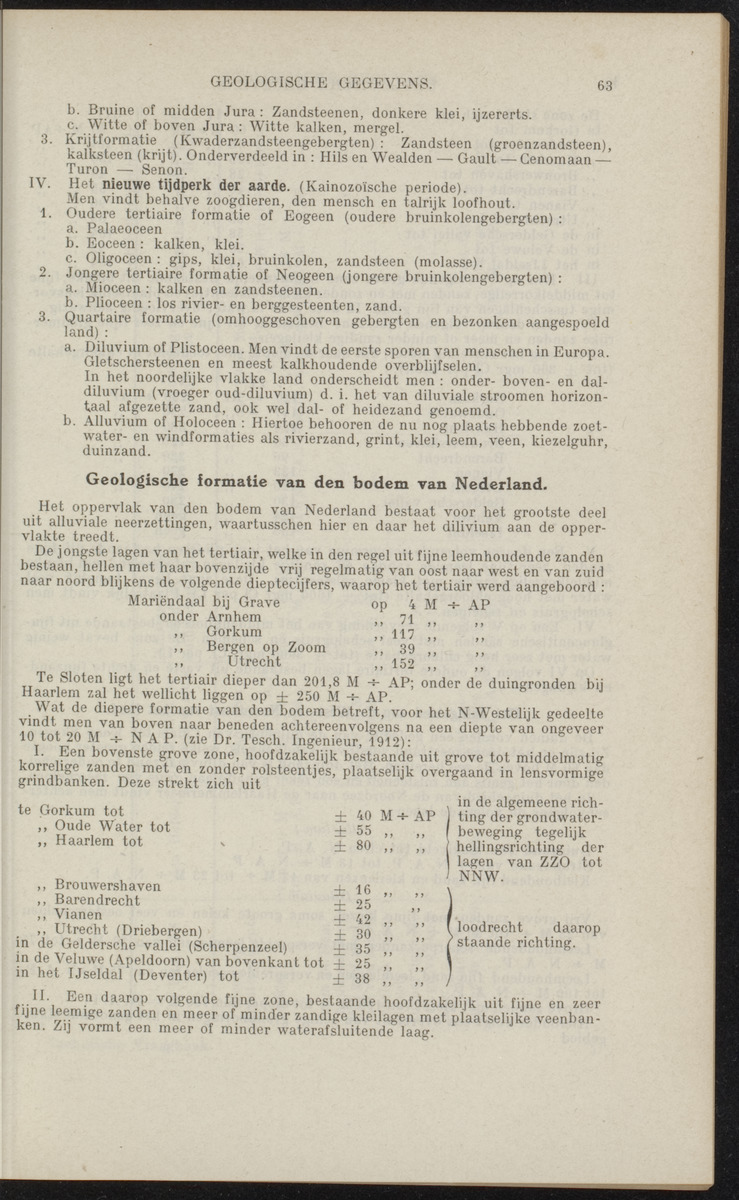 GEOLOGISCHE GEGEVENS. 63
b. Bruine of midden Jura : Zandsteenen, donkere klei, ijzererts.
c. Witte of boven Jura : Witte kalken, mergel.
3. Krijtformatie (Kwaderzandsteengebergten) : Zandsteen (groenzandsteen),
kalksteen (krijt). Onderverdeeld in : Hils en Wealden — Gault — Cenomaan —
Turon — Senon.
IV. Het nieuwe tijdperk der aarde. (Kainozoïsche periode).
Men vindt behalve zoogdieren, den mensch en talrijk loofhout.
1. Oudere tertiaire formatie of Eogeen (oudere bruinkolengebergten) :
a. Palaeoceen
b. Eoceen : kalken, klei.
c. Oligoceen : gips, klei, bruinkolen, zandsteen (molasse).
2. Jongere tertiaire formatie of Neogeen (jongere bruinkolengebergten) :
a. Mioceen : kalken en zandsteenen.
b. Plioceen : los rivier- en berggesteenten, zand.
3. Quartaire formatie (omhooggeschoven gebergten en bezonken aangespoeld
land) :
a. Diluvium of Plistoceen. Men vindt de eerste sporen van menschen in Europa.
Gletschersteenen en meest kalkhoudende overblijfselen.
In het noordelijke vlakke land onderscheidt men : onder- boven- en dal-
diluvium (vroeger oud-diluvium) d. i. het van diluviale stroomen horizon-
taal afgezette zand, ook wel dal- of heidezand genoemd.
b. Alluvium of Holoceen : Hiertoe behooren de nu nog plaats hebbende zoet-
water- en windformaties als rivierzand, grint, klei, leem, veen, kiezelguhr,
duinzand.
Geologische formatie van den bodem van Nederland.
Het oppervlak van den bodem van Nederland bestaat voor het grootste deel
uit alluviale neerzettingen, waartusschen hier en daar het dilivium aan de opper-
vlakte treedt.
De jongste lagen van het tertiair, welke in den regel uit fijne leemhoudende zanden
bestaan, hellen met haar bovenzijde vrij regelmatig van oost naar west en van zuid
naar noord blijkens de volgende dieptecijfers, waarop het tertiair werd aangeboord :
Mariëndaal bij Grave op 4 M ÷ AP
onder Arnhem ,, 71 ,, ,,
,, Gorkum ,, 117 ,, ,,
,, Bergen op Zoom ,, 39 ,, ,,
,, Utrecht ,, 152 ,, ,,
Te Sloten ligt het tertiair dieper dan 201,8 M ÷ AP; onder de duingronden bij
Haarlem zal het wellicht liggen op ± 250 M ÷ AP.
Wat de diepere formatie van den bodem betreft, voor het N-Westelijk gedeelte
vindt men van boven naar beneden achtereenvolgens na een diepte van ongeveer
10 tot 20 M ÷ N A P. (zie Dr. Tesch. Ingenieur, 1912):
I. Een bovenste grove zone, hoofdzakelijk bestaande uit grove tot middelmatig
korrelige zanden met en zonder rolsteentjes, plaatselijk overgaand in lensvormige
grindbanken. Deze strekt zich uit
te Gorkum tot ± 40 M ÷ AP
,, Oude Water tot ± 55 ,, ,,
,, Haarlem tot ± 80 ,, ,,
in de algemeene rich-
ting der grondwater-
beweging tegelijk
hellingsrichting der
lagen van ZZO tot
NNW.
,, Brouwershaven ± 16 ,, ,,
,, Barendrecht ± 25 ,,
,, Vianen ± 42 ,, ,,
,, Utrecht (Driebergen) ± 30 ,, ,,
in de Geldersche vallei (Scherpenzeel) ± 35 ,, ,,
in de Veluwe (Apeldoorn) van bovenkant tot ± 25 ,, ,,
in het IJseldal (Deventer) tot ± 38 ,, ,,
loodrecht daarop
staande richting.
II. Een daarop volgende fijne zone, bestaande hoofdzakelijk uit fijne en zeer
fijne leemige zanden en meer of minder zandige kleilagen met plaatselijke veenban-
ken. Zij vormt een meer of minder waterafsluitende laag.